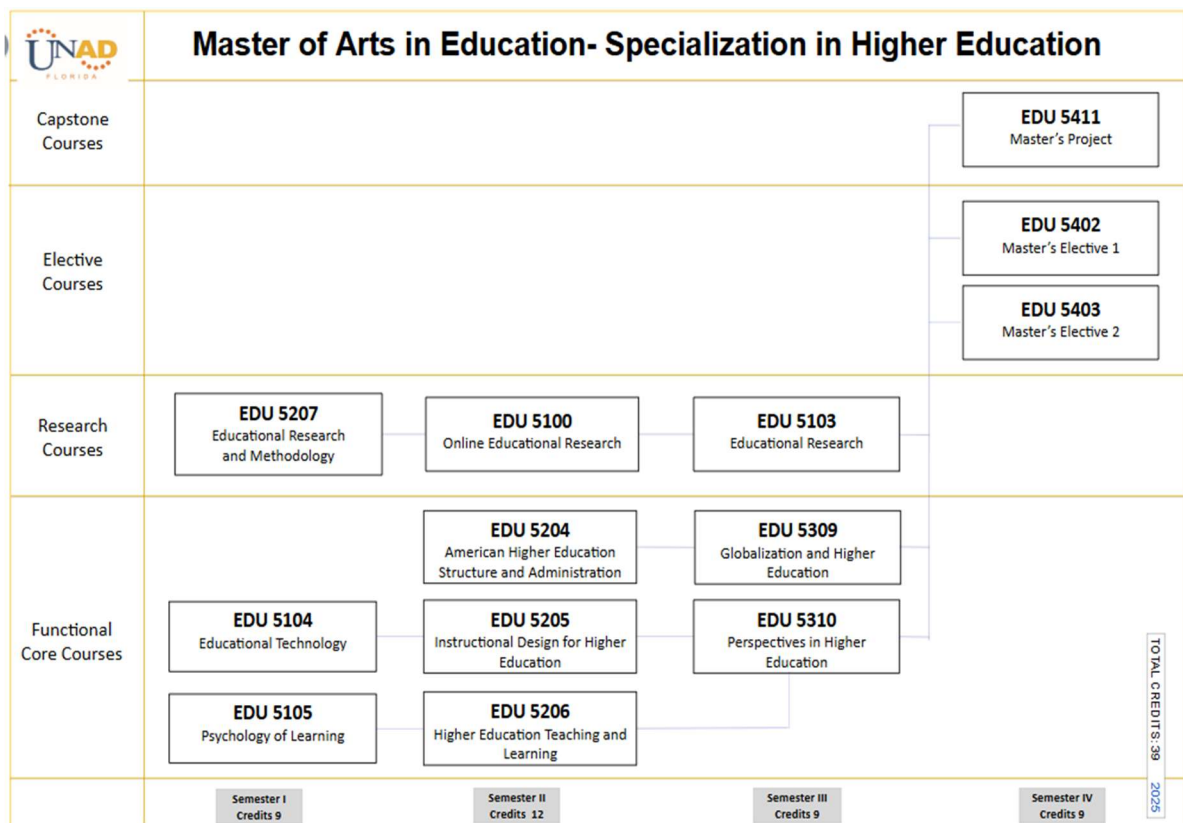 UNAD
FLORIDA
Master of Arts in Education- Specialization in Higher Education
Capstone
Courses
EDU 5411
Master's Project
Elective
Courses
EDU 5402
Master's Elective 1
EDU 5403
Master's Elective 2
Research
Courses
EDU 5207
Educational Research
and Methodology
EDU 5100
Online Educational Research
EDU 5103
Educational Research
Functional
Core Courses
EDU 5204
American Higher Education
Structure and Administration
EDU 5309
Globalization and Higher
Education
EDU 5104
Educational Technology
EDU 5205
Instructional Design for Higher
Education
EDU 5310
Perspectives in Higher
Education
EDU 5105
Psychology of Learning
EDU 5206
Higher Education Teaching and
Learning
TOTAL CREDITS: 39 2025
Semester I
Credits 9
Semester II
Credits 12
Semester III
Credits 9
Semester IV
Credits 9